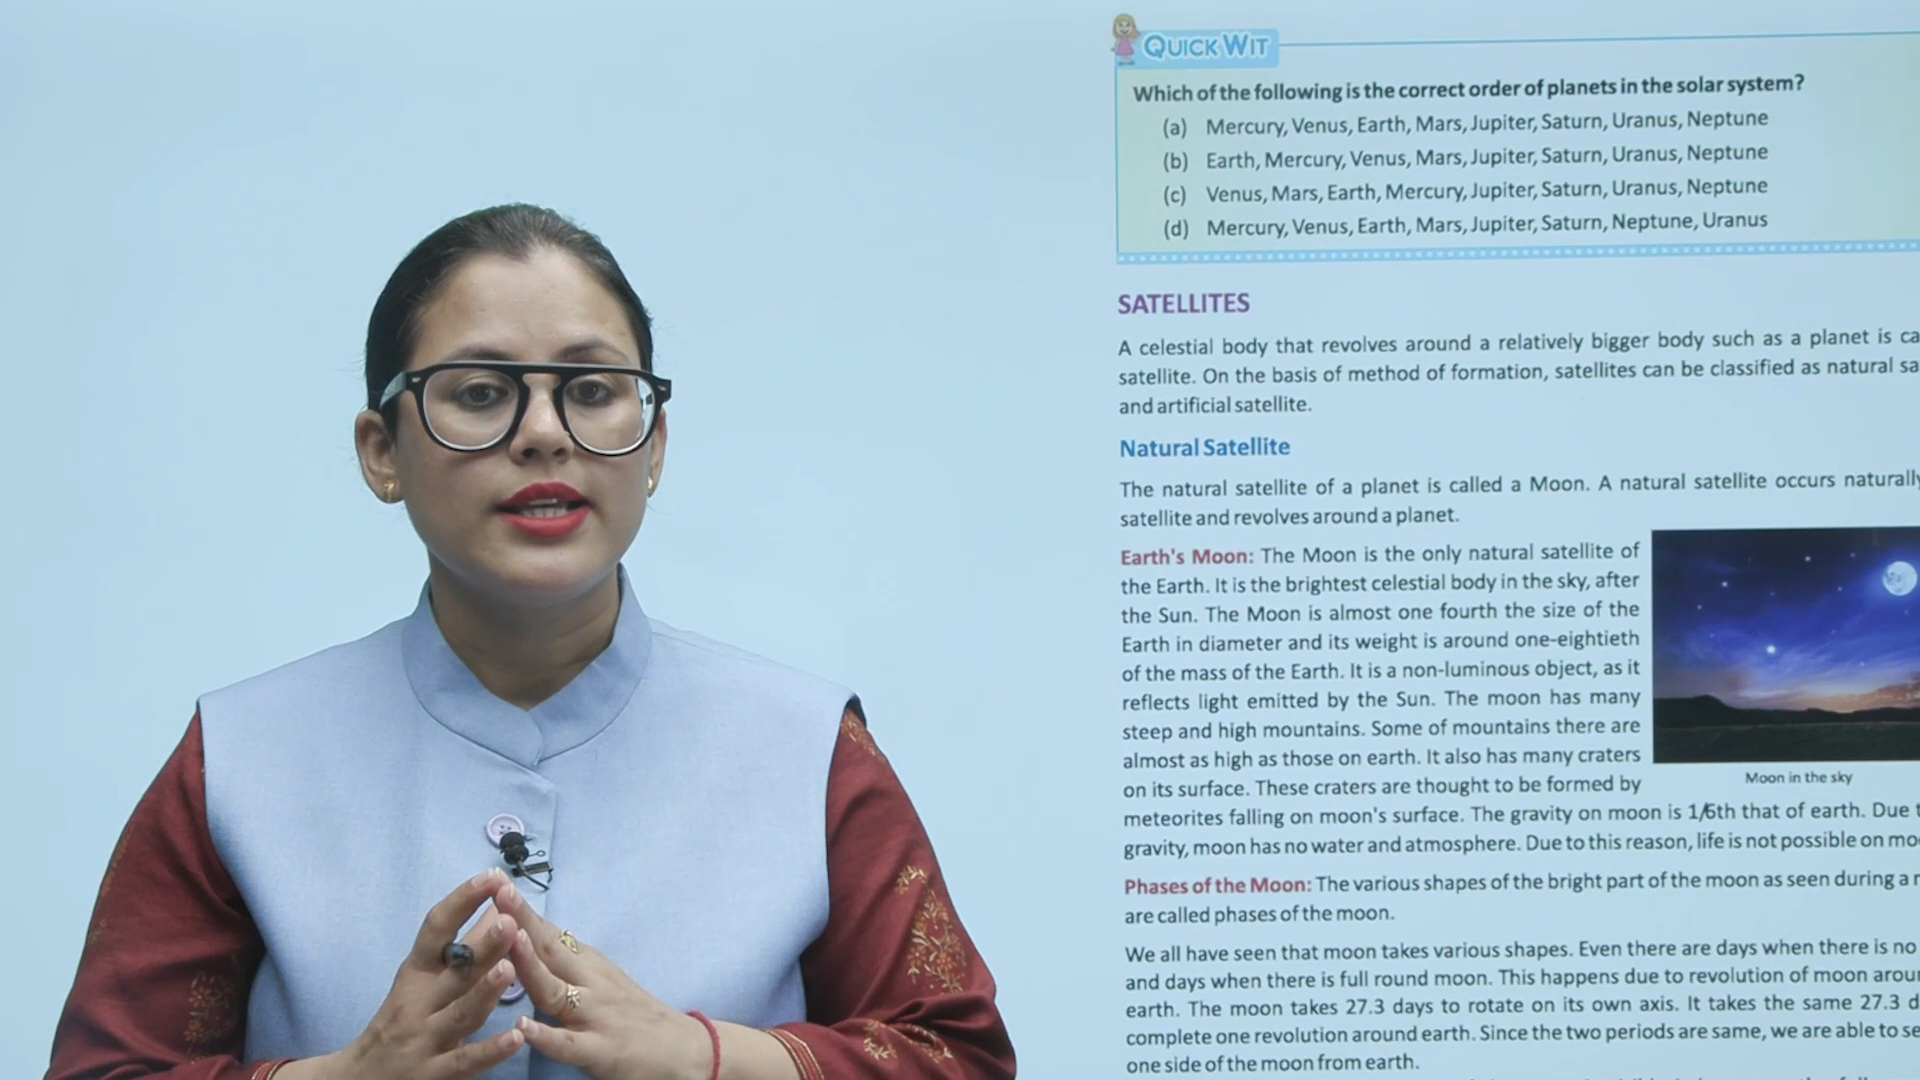 QUICK WIT
Which of the following is the correct order of planets in the solar system?
(a) Mercury, Venus, Earth, Mars, Jupiter, Saturn, Uranus, Neptune
(b) Earth, Mercury, Venus, Mars, Jupiter, Saturn, Uranus, Neptune
(c) Venus, Mars, Earth, Mercury, Jupiter, Saturn, Uranus, Neptune
(d) Mercury, Venus, Earth, Mars, Jupiter, Saturn, Neptune, Uranus
SATELLITES
A celestial body that revolves around a relatively bigger body such as a planet is ca
satellite. On the basis of method of formation, satellites can be classified as natural sa
and artificial satellite.
Natural Satellite
The natural satellite of a planet is called a Moon. A natural satellite occurs naturally
satellite and revolves around a planet.
Earth's Moon: The Moon is the only natural satellite of
the Earth. It is the brightest celestial body in the sky, after
the Sun. The Moon is almost one fourth the size of the
Earth in diameter and its weight is around one-eightieth
of the mass of the Earth. It is a non-luminous object, as it
reflects light emitted by the Sun. The moon has many
steep and high mountains. Some of mountains there are
almost as high as those on earth. It also has many craters
on its surface. These craters are thought to be formed by
Moon in the sky
meteorites falling on moon's surface. The gravity on moon is 1/6th that of earth. Due t
gravity, moon has no water and atmosphere. Due to this reason, life is not possible on mo
Phases of the Moon: The various shapes of the bright part of the moon as seen during a
are called phases of the moon.
We all have seen that moon takes various shapes. Even there are days when there is no
and days when there is full round moon. This happens due to revolution of moon arou
earth. The moon takes 27.3 days to rotate on its own axis. It takes the same 27.3 d
complete one revolution around earth. Since the two periods are same, we are able to se
one side of the moon from earth.